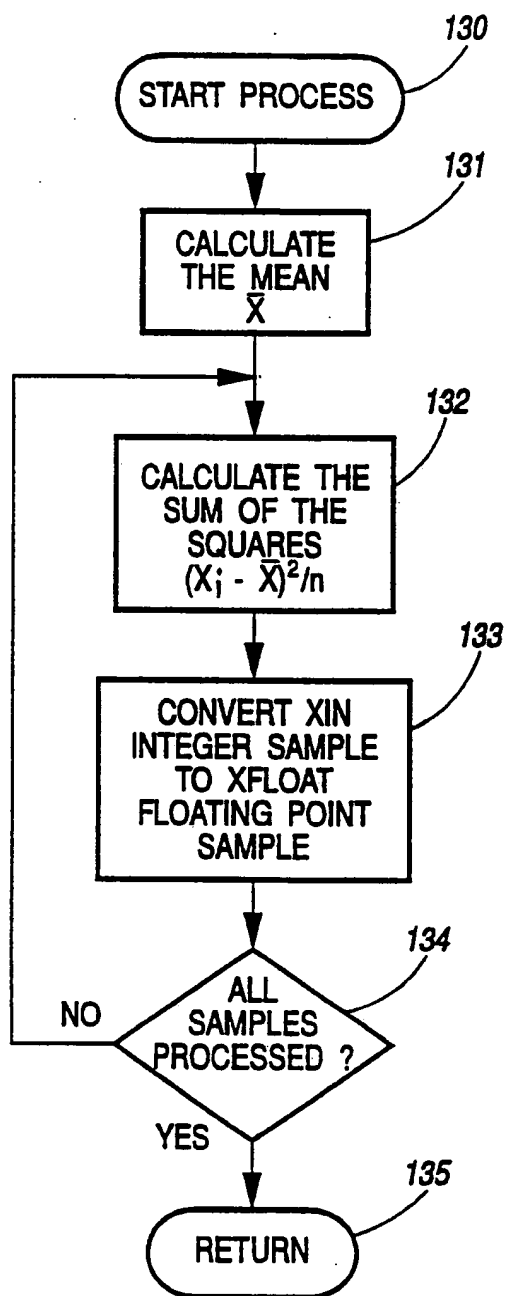 130
START PROCESS
131
CALCULATE
THE MEAN
X̅
132
CALCULATE THE
SUM OF THE
SQUARES
(Xi - X̅)²/n
133
CONVERT XIN
INTEGER SAMPLE
TO XFLOAT
FLOATING POINT
SAMPLE
134
ALL
SAMPLES
PROCESSED ?
NO
YES
135
RETURN